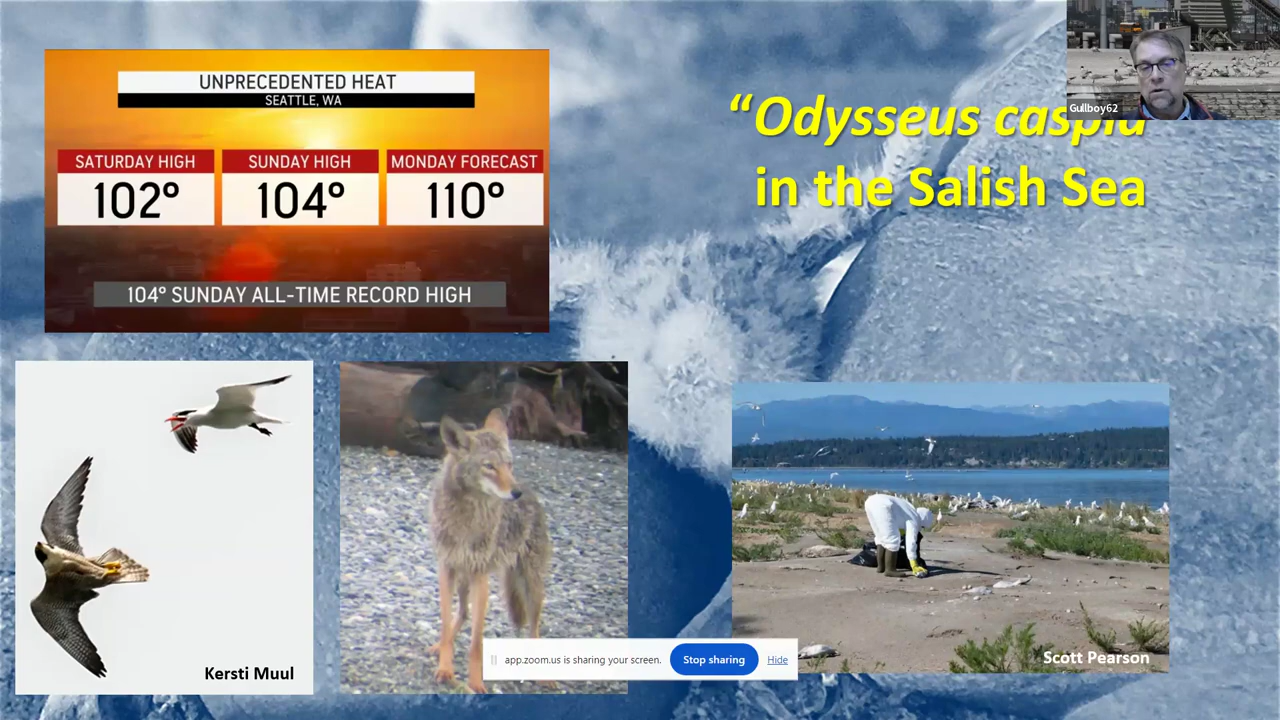 UNPRECEDENTED HEAT
SEATTLE, WA
SATURDAY HIGH
102°
SUNDAY HIGH
104°
MONDAY FORECAST
110°
104° SUNDAY ALL-TIME RECORD HIGH
Gullboy62
“Odysseus caspia
in the Salish Sea
Kersti Muul
Scott Pearson
app.zoom.us is sharing your screen.
Stop sharing
Hide